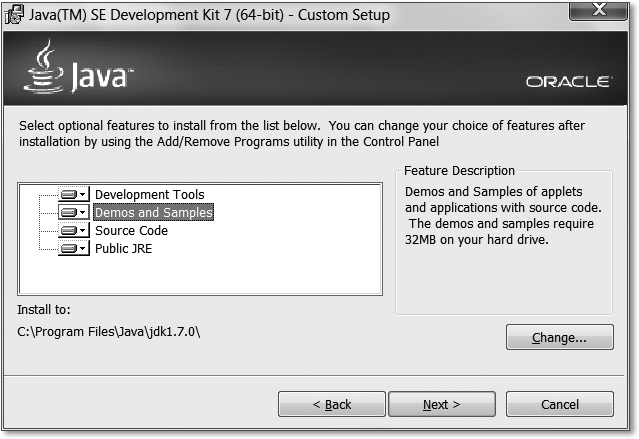 Java(TM) SE Development Kit 7 (64-bit) - Custom Setup
Java™
ORACLE®
Select optional features to install from the list below.  You can change your choice of features after
installation by using the Add/Remove Programs utility in the Control Panel
Development Tools
Demos and Samples
Source Code
Public JRE
Feature Description
Demos and Samples of applets
and applications with source code.
The demos and samples require
32MB on your hard drive.
Install to:
C:\Program Files\Java\jdk1.7.0\
Change...
< Back
Next >
Cancel